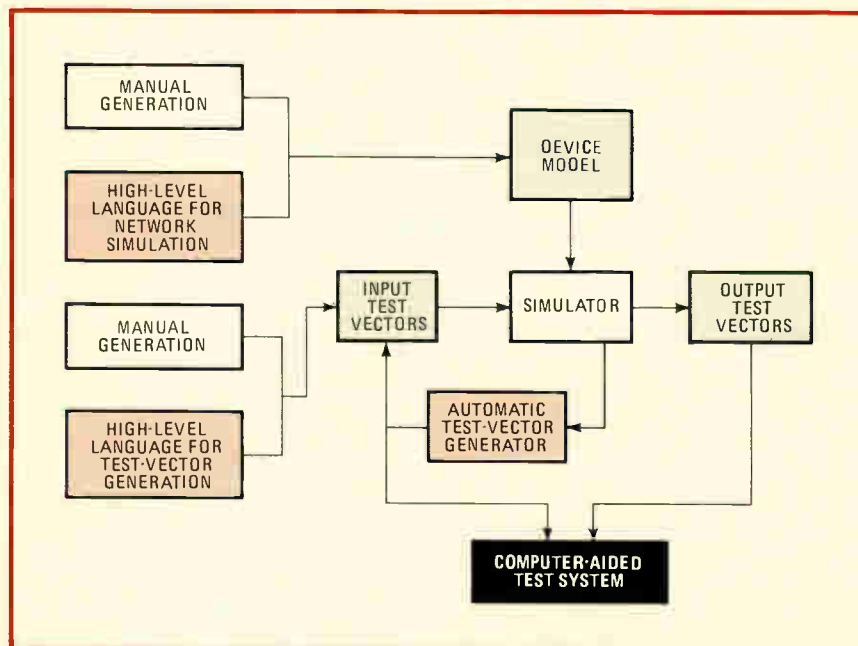 MANUAL
GENERATION
HIGH-LEVEL
LANGUAGE FOR
NETWORK
SIMULATION
DEVICE
MODEL
MANUAL
GENERATION
HIGH-LEVEL
LANGUAGE FOR
TEST-VECTOR
GENERATION
INPUT
TEST
VECTORS
SIMULATOR
OUTPUT
TEST
VECTORS
AUTOMATIC
TEST-VECTOR
GENERATOR
COMPUTER-AIDED
TEST SYSTEM